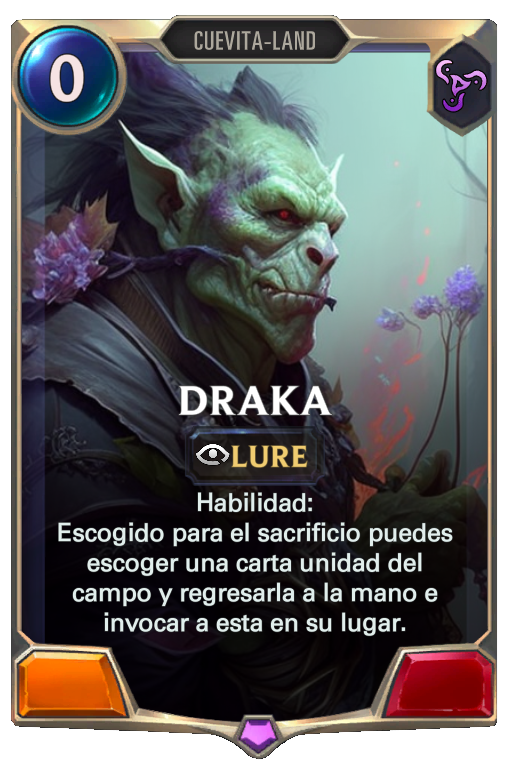 CUEVITA-LAND
0
DRAKA
LURE
Habilidad:
Escogido para el sacrificio puedes
escoger una carta unidad del
campo y regresarla a la mano e
invocar a esta en su lugar.